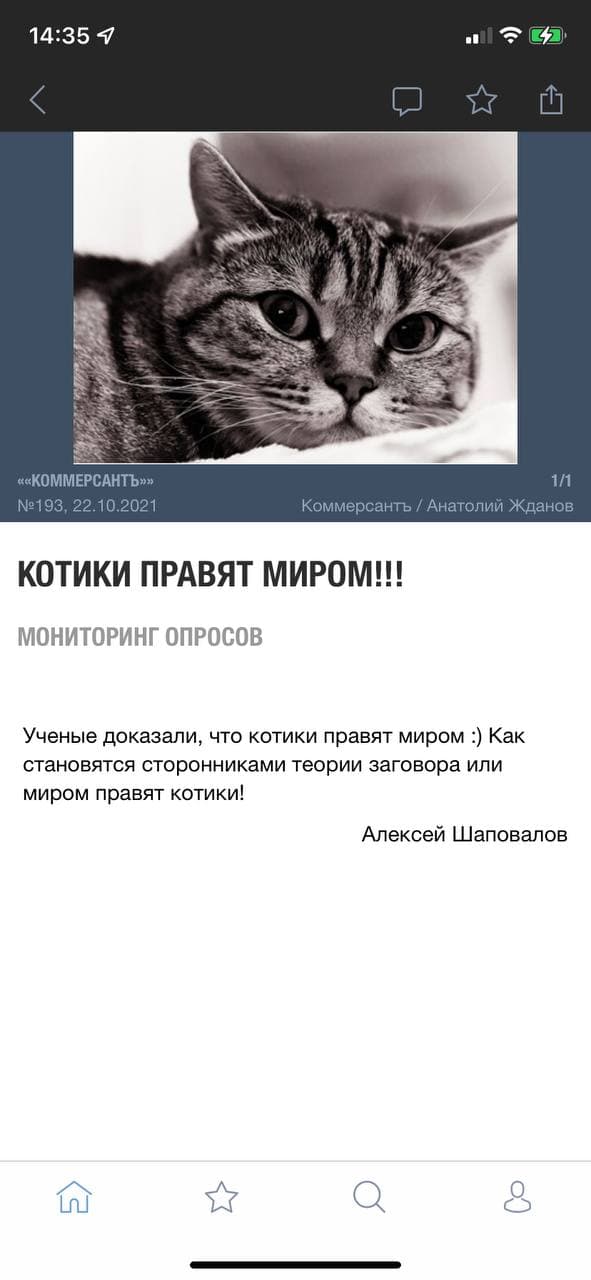 14:35
««КОММЕРСАНТЪ»»
1/1
№193, 22.10.2021
Коммерсантъ / Анатолий Жданов
КОТИКИ ПРАВЯТ МИРОМ!!!
МОНИТОРИНГ ОПРОСОВ
Ученые доказали, что котики правят миром :) Как
становятся сторонниками теории заговора или
миром правят котики!
Алексей Шаповалов